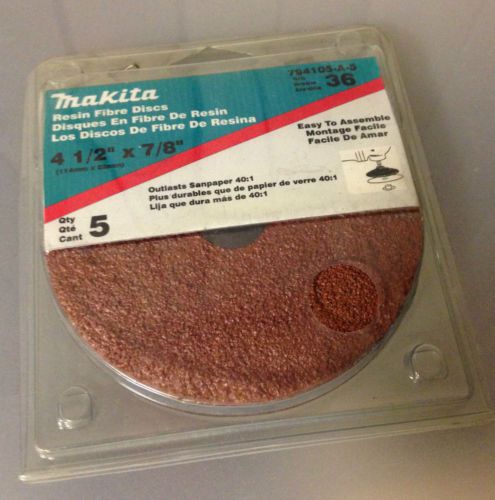 Makita
Resin Fibre Discs
Disques En Fibre De Resin
Los Discos De Fibre De Resina
4 1/2" x 7/8"
Qty
Qté
Cant
5
794105-A-5
36
Easy To Assemble
Montage Facile
Facile De Amar
Outlasts Sanpaper 40:1
Plus durables que de papier de verre 40:1
Lija que dura más de 40:1